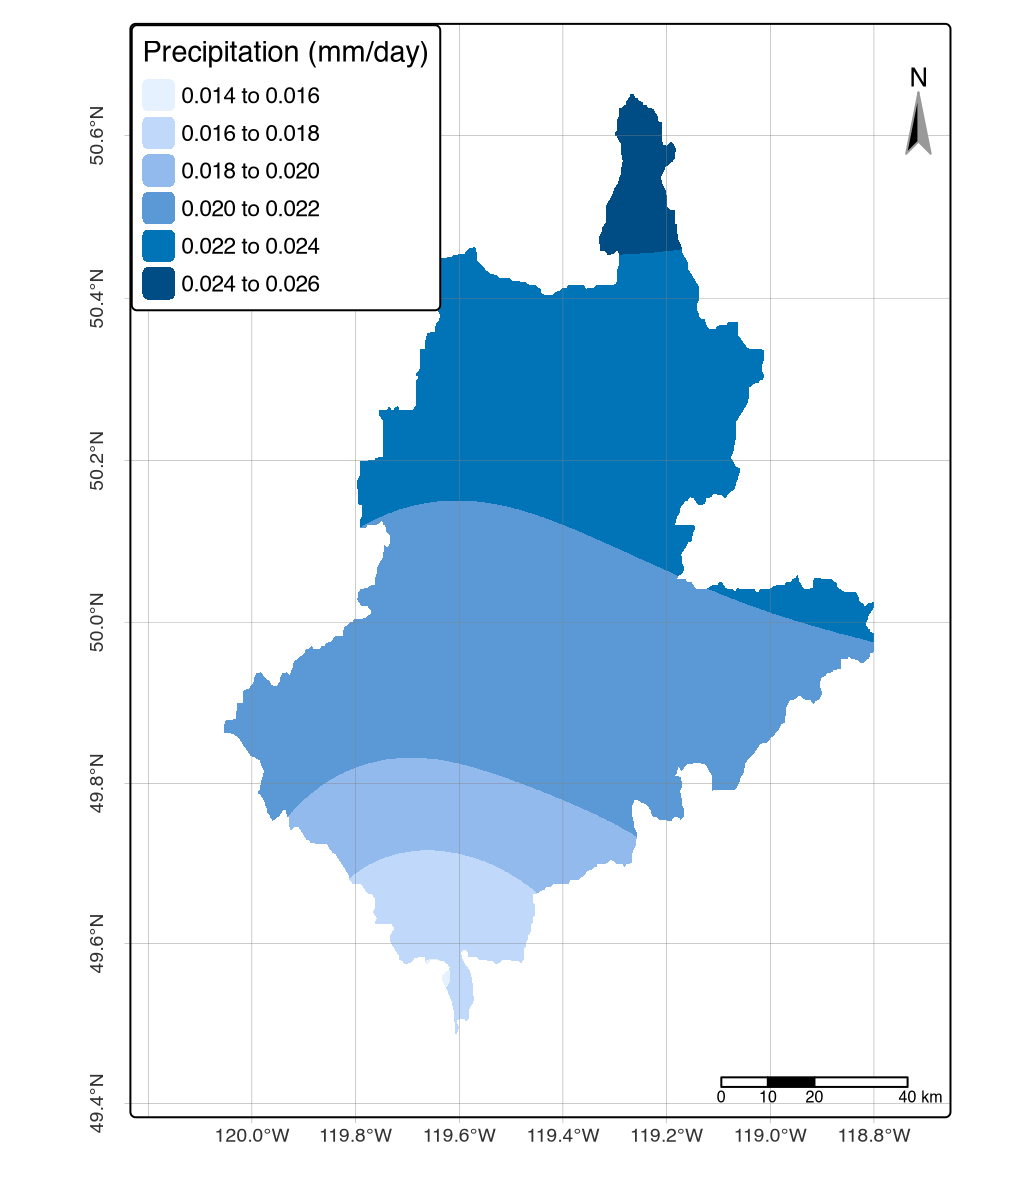 Precipitation (mm/day)
0.014 to 0.016
0.016 to 0.018
0.018 to 0.020
0.020 to 0.022
0.022 to 0.024
0.024 to 0.026
N
50.6°N
50.4°N
50.2°N
50.0°N
49.8°N
49.6°N
49.4°N
0 10 20 40 km
120.0°W 119.8°W 119.6°W 119.4°W 119.2°W 119.0°W 118.8°W